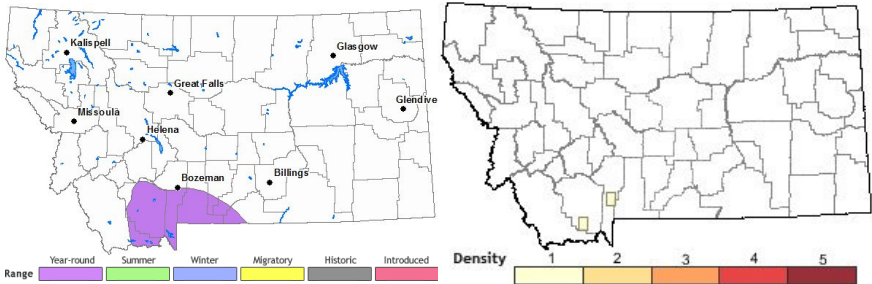 Kalispell
Glasgow
Great Falls
Glendive
Missoula
Helena
Billings
Bozeman
Year-round Summer Winter Migratory Historic Introduced
Range
Density 1 2 3 4 5